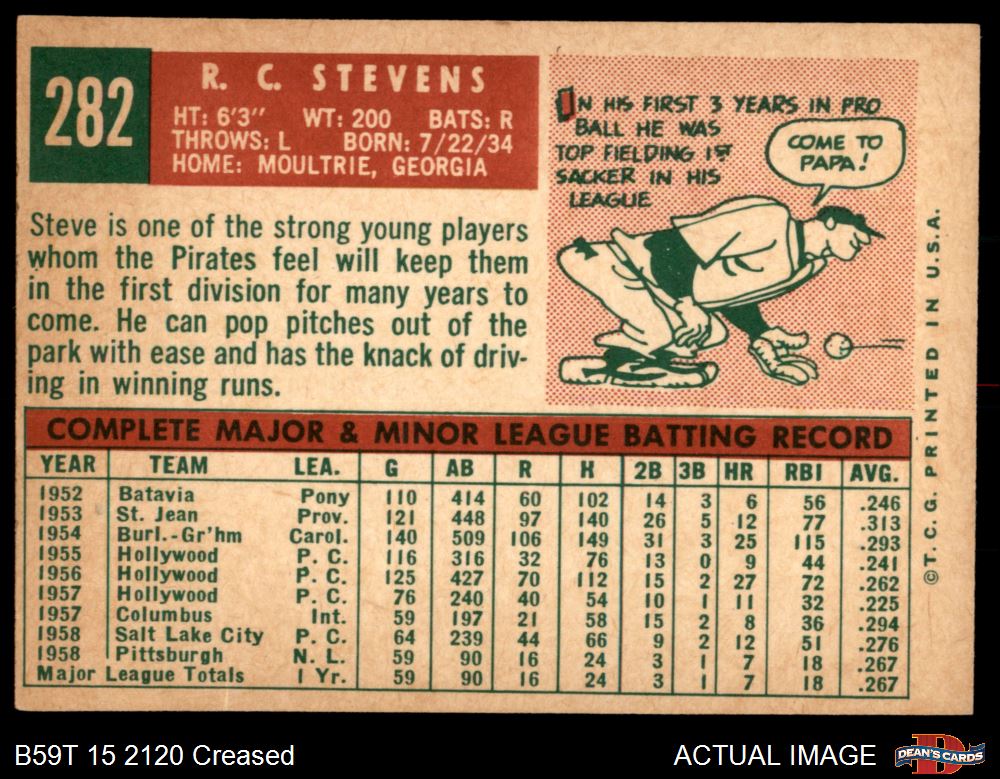 282
R. C. STEVENS
HT: 6'3" WT: 200 BATS: R
THROWS: L BORN: 7/22/34
HOME: MOULTRIE, GEORGIA
Steve is one of the strong young players
whom the Pirates feel will keep them
in the first division for many years to
come. He can pop pitches out of the
park with ease and has the knack of driv-
ing in winning runs.
IN HIS FIRST 3 YEARS IN PRO
BALL HE WAS
TOP FIELDING 1ST
SACKER IN HIS
LEAGUE
COME TO
PAPA!
COMPLETE MAJOR & MINOR LEAGUE BATTING RECORD
YEAR TEAM LEA. G AB R H 2B 3B HR RBI AVG.
1952 Batavia Pony 110 414 60 102 14 3 6 56 .246
1953 St. Jean Prov. 121 448 97 140 26 5 12 77 .313
1954 Burl.-Gr'hm Carol. 140 509 106 149 31 3 25 115 .293
1955 Hollywood P. C. 116 316 32 76 13 0 9 44 .241
1956 Hollywood P. C. 125 427 70 112 15 2 27 72 .262
1957 Hollywood P. C. 76 240 40 54 10 1 11 32 .225
1957 Columbus Int. 59 197 21 58 15 2 8 36 .294
1958 Salt Lake City P. C. 64 239 44 66 9 2 12 51 .276
1958 Pittsburgh N. L. 59 90 16 24 3 1 7 18 .267
Major League Totals 1 Yr. 59 90 16 24 3 1 7 18 .267
© T. C. G. PRINTED IN U.S.A.
B59T 15 2120 Creased
ACTUAL IMAGE
DEAN'S CARDS